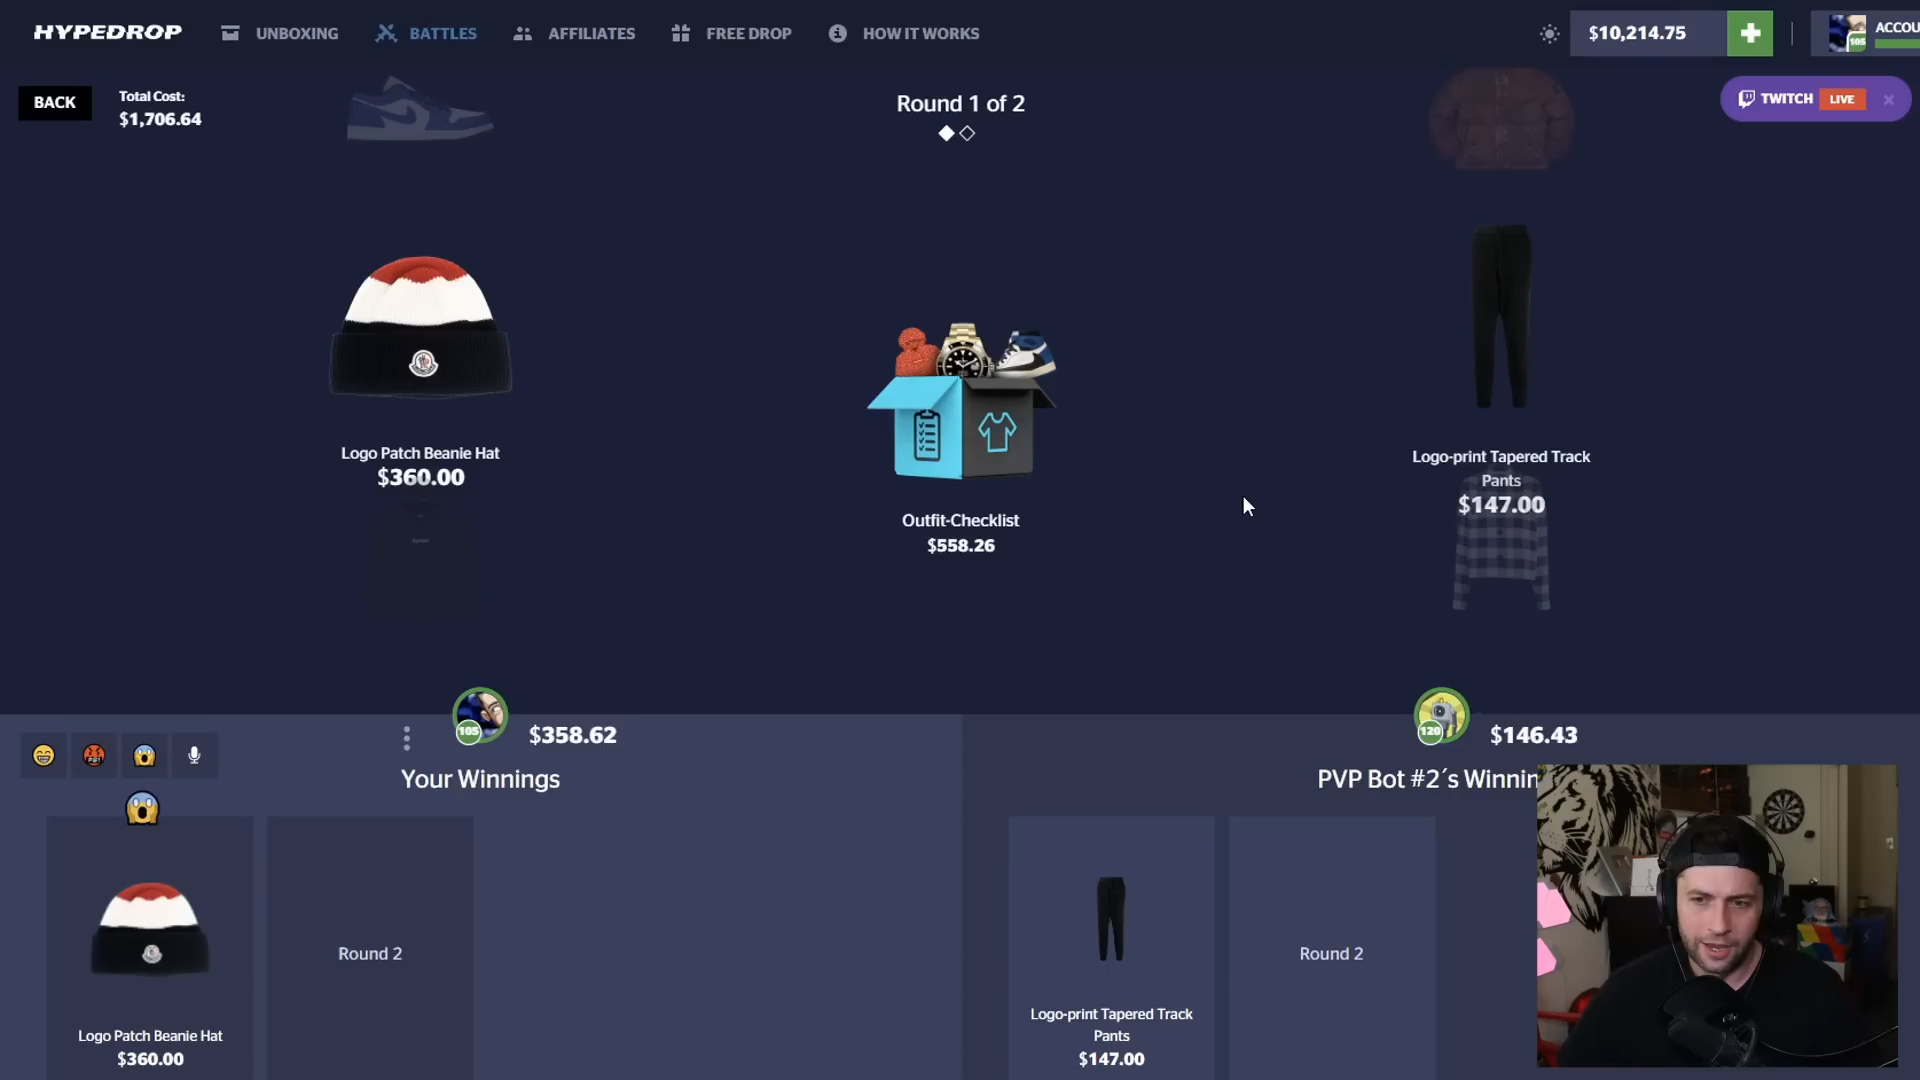 HYPEDROP
UNBOXING
BATTLES
AFFILIATES
FREE DROP
HOW IT WORKS
$10,214.75
105
ACCOU
BACK
Total Cost:
$1,706.64
Round 1 of 2
TWITCH LIVE
Logo Patch Beanie Hat
$360.00
Outfit-Checklist
$558.26
Logo-print Tapered Track
Pants
$147.00
105
$358.62
Your Winnings
120
$146.43
PVP Bot #2´s Winnin
Logo Patch Beanie Hat
$360.00
Round 2
Logo-print Tapered Track
Pants
$147.00
Round 2